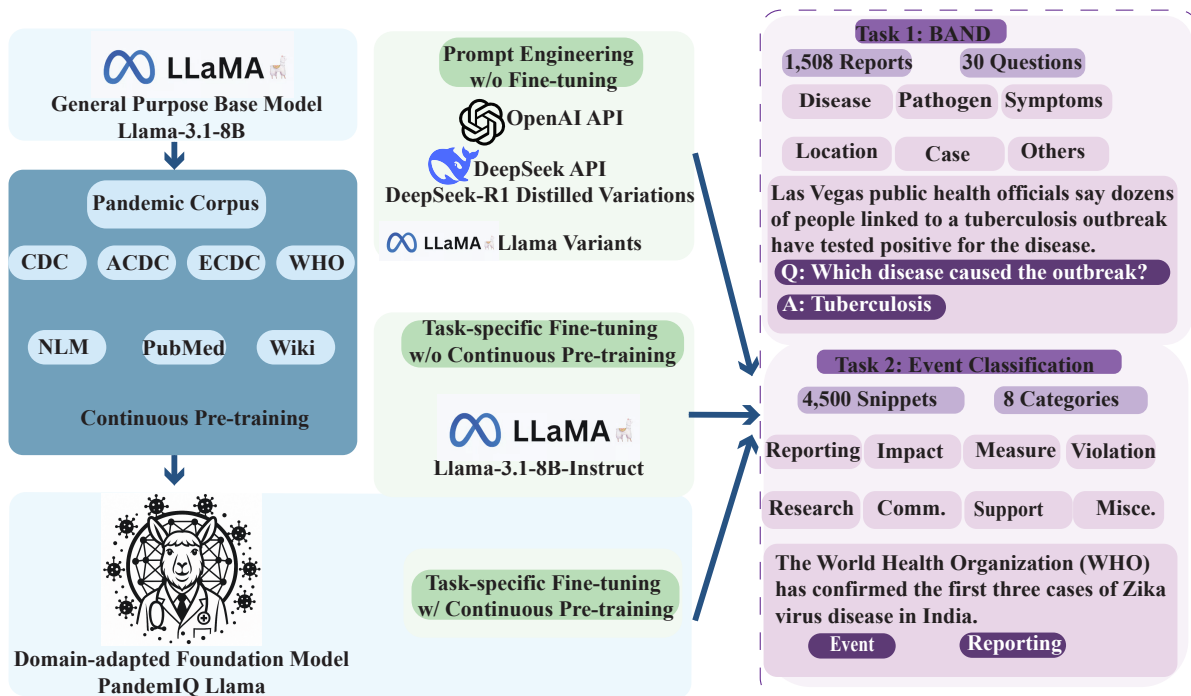 LLaMA
General Purpose Base Model
Llama-3.1-8B
Pandemic Corpus
CDC
ACDC
ECDC
WHO
NLM
PubMed
Wiki
Continuous Pre-training
Domain-adapted Foundation Model
PandemIQ Llama
Prompt Engineering
w/o Fine-tuning
OpenAI API
DeepSeek API
DeepSeek-R1 Distilled Variations
LLaMA Llama Variants
Task-specific Fine-tuning
w/o Continuous Pre-training
LLaMA
Llama-3.1-8B-Instruct
Task-specific Fine-tuning
w/ Continuous Pre-training
Task 1: BAND
1,508 Reports
30 Questions
Disease
Pathogen
Symptoms
Location
Case
Others
Las Vegas public health officials say dozens
of people linked to a tuberculosis outbreak
have tested positive for the disease.
Q: Which disease caused the outbreak?
A: Tuberculosis
Task 2: Event Classification
4,500 Snippets
8 Categories
Reporting
Impact
Measure
Violation
Research
Comm.
Support
Misce.
The World Health Organization (WHO)
has confirmed the first three cases of Zika
virus disease in India.
Event
Reporting